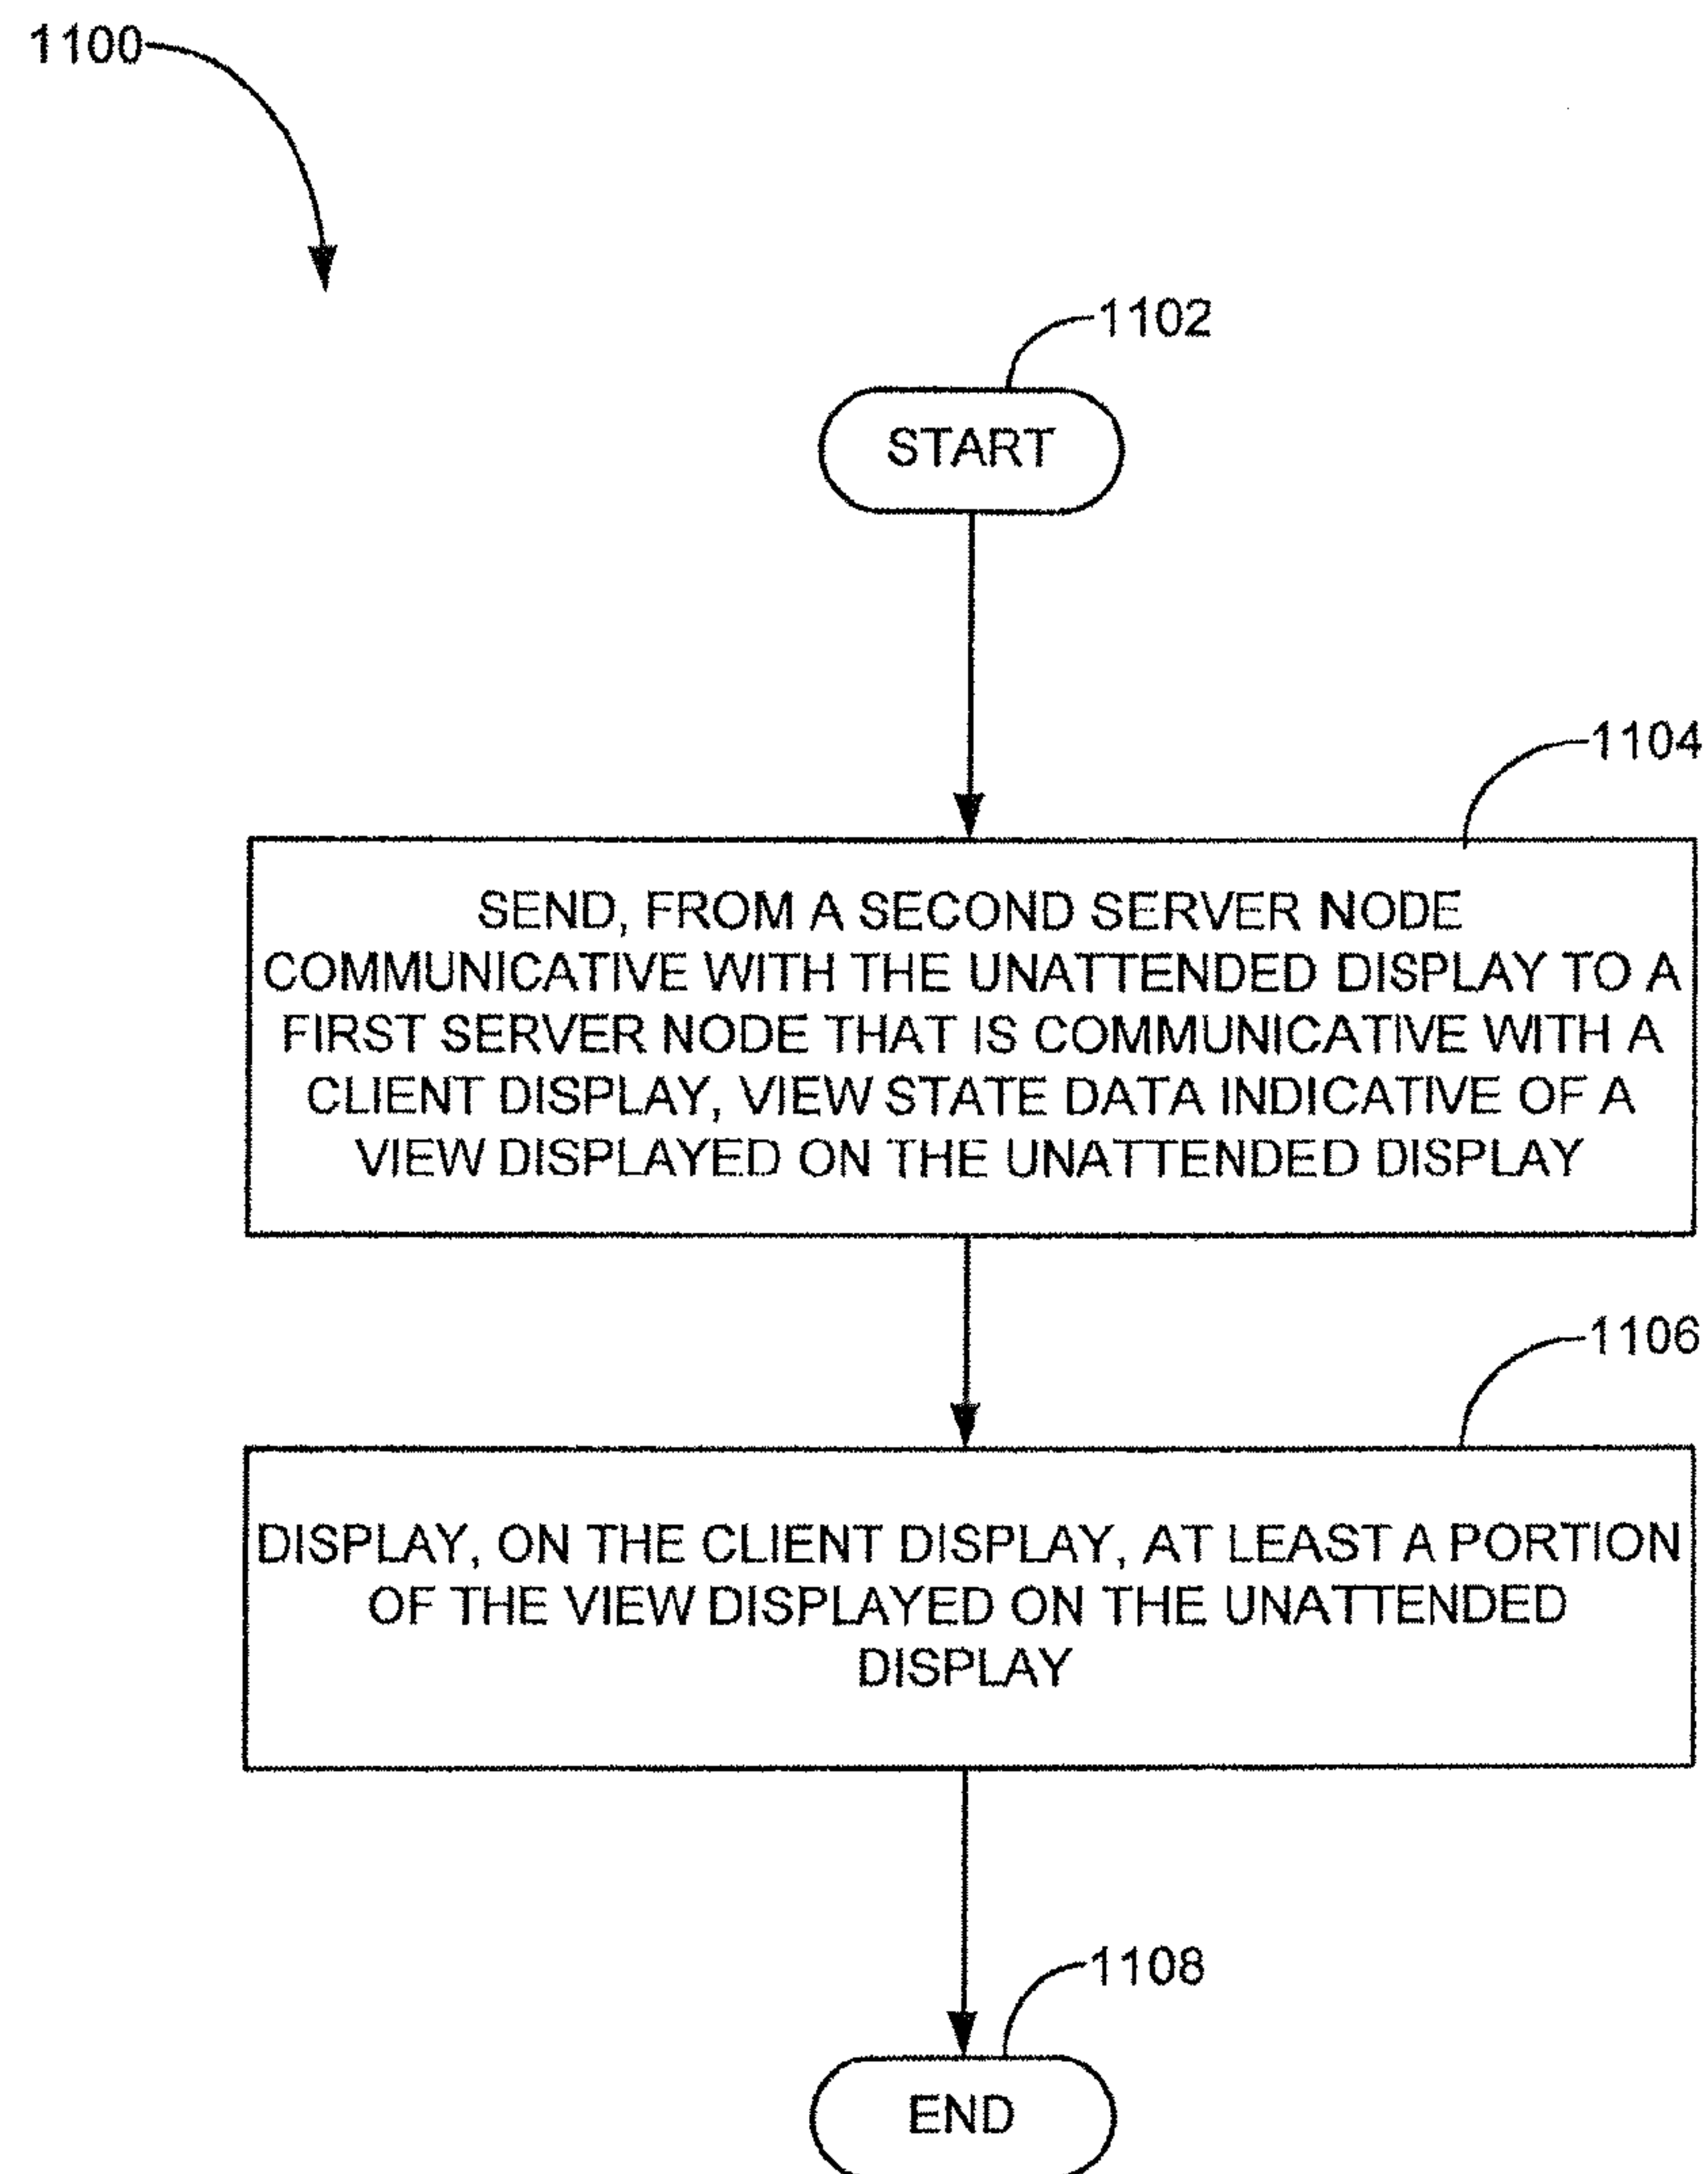 1100
1102
START
1104
SEND, FROM A SECOND SERVER NODE
COMMUNICATIVE WITH THE UNATTENDED DISPLAY TO A
FIRST SERVER NODE THAT IS COMMUNICATIVE WITH A
CLIENT DISPLAY, VIEW STATE DATA INDICATIVE OF A
VIEW DISPLAYED ON THE UNATTENDED DISPLAY
1106
DISPLAY, ON THE CLIENT DISPLAY, AT LEAST A PORTION
OF THE VIEW DISPLAYED ON THE UNATTENDED
DISPLAY
1108
END